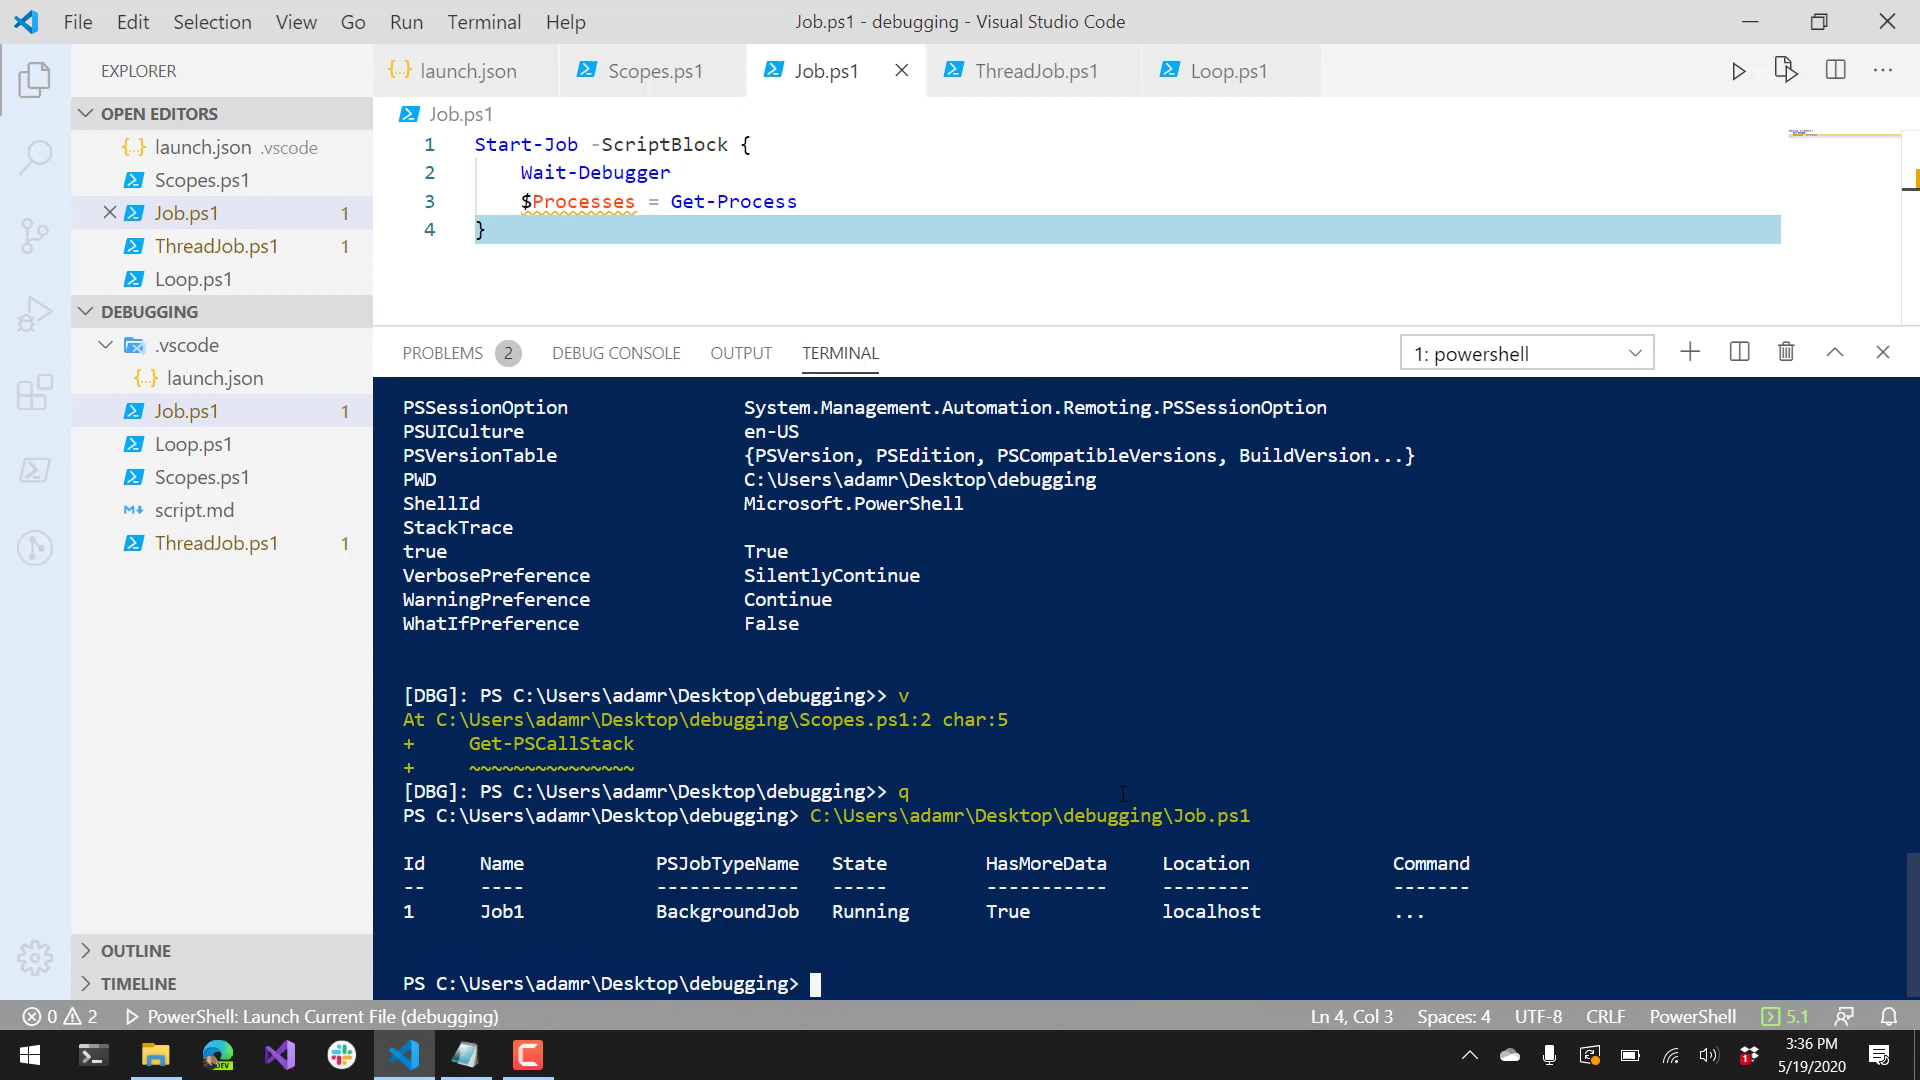 File Edit Selection View Go Run Terminal Help
Job.ps1 - debugging - Visual Studio Code
EXPLORER
OPEN EDITORS
{..} launch.json .vscode
Scopes.ps1
Job.ps1 1
ThreadJob.ps1 1
Loop.ps1
DEBUGGING
.vscode
{..} launch.json
Job.ps1 1
Loop.ps1
Scopes.ps1
M↓ script.md
ThreadJob.ps1 1
OUTLINE
TIMELINE
{..} launch.json Scopes.ps1 Job.ps1 ThreadJob.ps1 Loop.ps1
Job.ps1
1 Start-Job -ScriptBlock {
2 Wait-Debugger
3 $Processes = Get-Process
4 }
PROBLEMS 2 DEBUG CONSOLE OUTPUT TERMINAL 1: powershell
PSSessionOption System.Management.Automation.Remoting.PSSessionOption
PSUICulture en-US
PSVersionTable {PSVersion, PSEdition, PSCompatibleVersions, BuildVersion...}
PWD C:\Users\adamr\Desktop\debugging
ShellId Microsoft.PowerShell
StackTrace
true True
VerbosePreference SilentlyContinue
WarningPreference Continue
WhatIfPreference False
[DBG]: PS C:\Users\adamr\Desktop\debugging>> v
At C:\Users\adamr\Desktop\debugging\Scopes.ps1:2 char:5
+ Get-PSCallStack
+ ~~~~~~~~~~~~~~~
[DBG]: PS C:\Users\adamr\Desktop\debugging>> q
PS C:\Users\adamr\Desktop\debugging> C:\Users\adamr\Desktop\debugging\Job.ps1
Id Name PSJobTypeName State HasMoreData Location Command
-- ---- ------------- ----- ----------- -------- -------
1 Job1 BackgroundJob Running True localhost ...
PS C:\Users\adamr\Desktop\debugging>
0 2 PowerShell: Launch Current File (debugging) Ln 4, Col 3 Spaces: 4 UTF-8 CRLF PowerShell 5.1
DEV
3:36 PM
5/19/2020